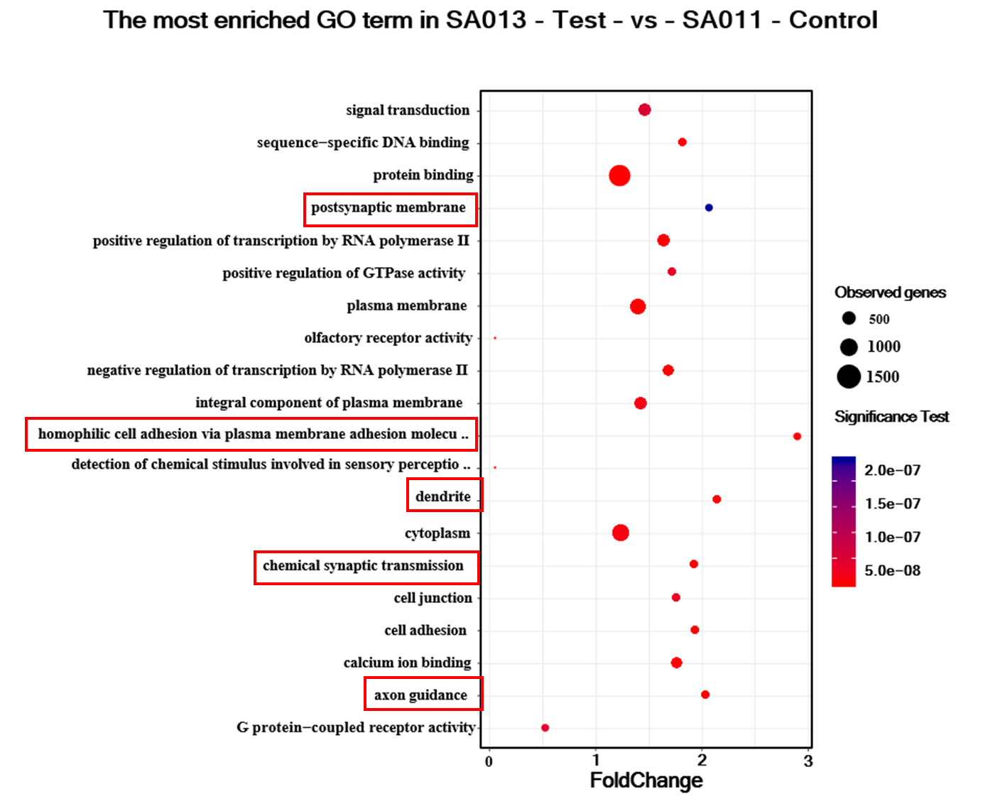 The most enriched GO term in SA013 - Test - vs - SA011 - Control
signal transduction
sequence−specific DNA binding
protein binding
postsynaptic membrane
positive regulation of transcription by RNA polymerase II
positive regulation of GTPase activity
plasma membrane
olfactory receptor activity
negative regulation of transcription by RNA polymerase II
integral component of plasma membrane
homophilic cell adhesion via plasma membrane adhesion molecu ..
detection of chemical stimulus involved in sensory perceptio ..
dendrite
cytoplasm
chemical synaptic transmission
cell junction
cell adhesion
calcium ion binding
axon guidance
G protein−coupled receptor activity
0 1 2 3
FoldChange
Observed genes
500
1000
1500
Significance Test
2.0e−07
1.5e−07
1.0e−07
5.0e−08